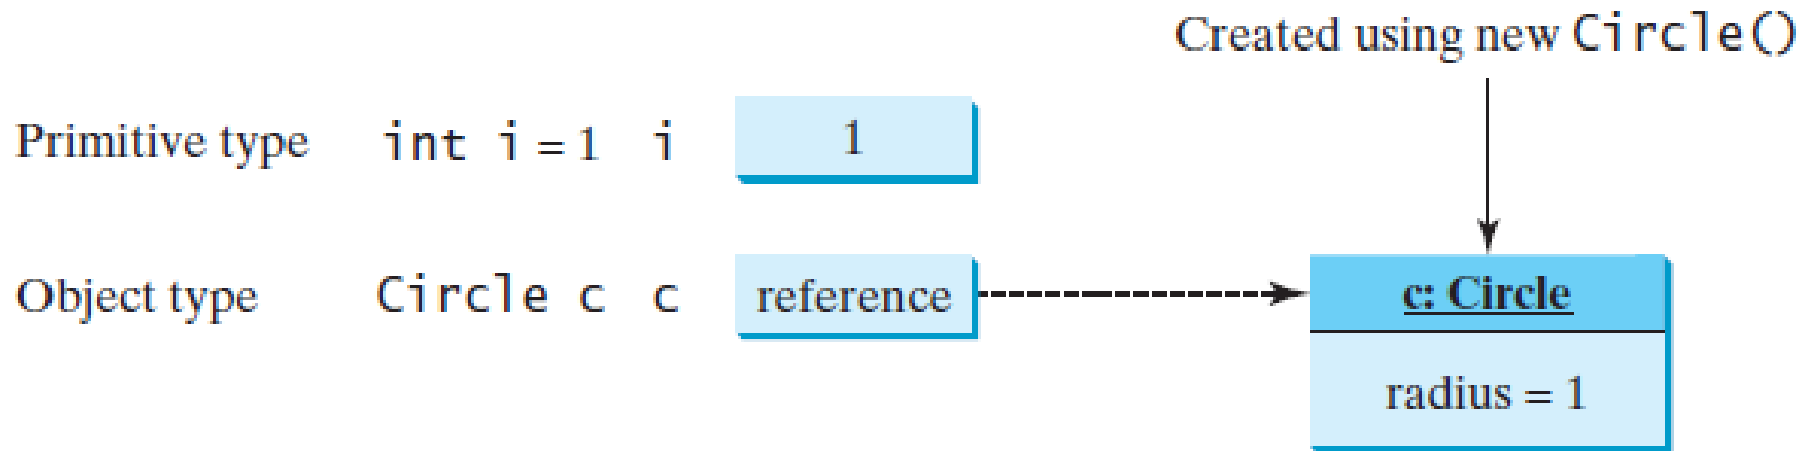 Created using new Circle()
Primitive type int i = 1 i 1
Object type Circle c c reference c: Circle
radius = 1